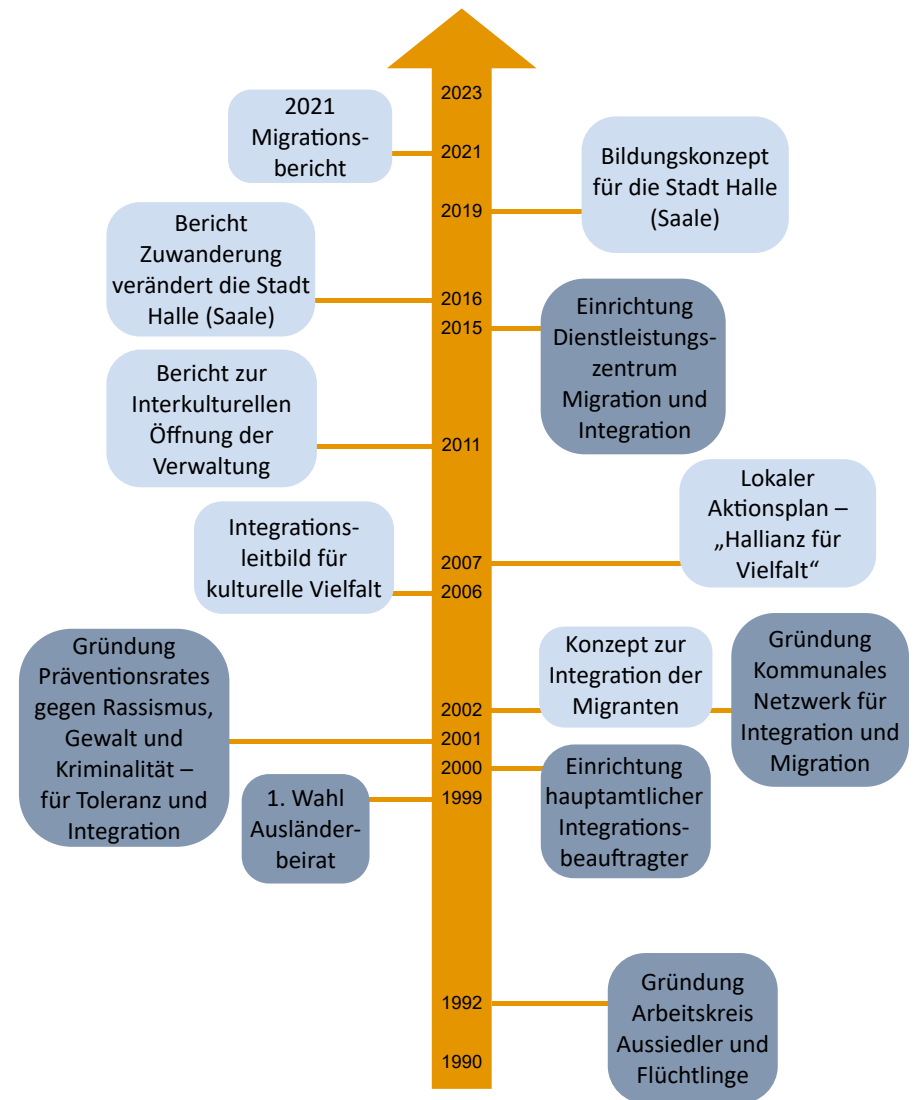 2023
2021
Migrations-
bericht
2021
Bildungskonzept
für die Stadt Halle
(Saale)
2019
Bericht
Zuwanderung
verändert die Stadt
Halle (Saale)
2016
Einrichtung
Dienstleistungs-
zentrum
Migration und
Integration
2015
Bericht zur
Interkulturellen
Öffnung der
Verwaltung
2011
Lokaler
Aktionsplan –
„Hallianz für
Vielfalt“
2007
Integrations-
leitbild für
kulturelle Vielfalt
2006
Konzept zur
Integration der
Migranten
Gründung
Kommunales
Netzwerk für
Integration und
Migration
2002
Gründung
Präventionsrates
gegen Rassismus,
Gewalt und
Kriminalität –
für Toleranz und
Integration
2001
2000
Einrichtung
hauptamtlicher
Integrations-
beauftragter
1. Wahl
Ausländer-
beirat
1999
1992
Gründung
Arbeitskreis
Aussiedler und
Flüchtlinge
1990